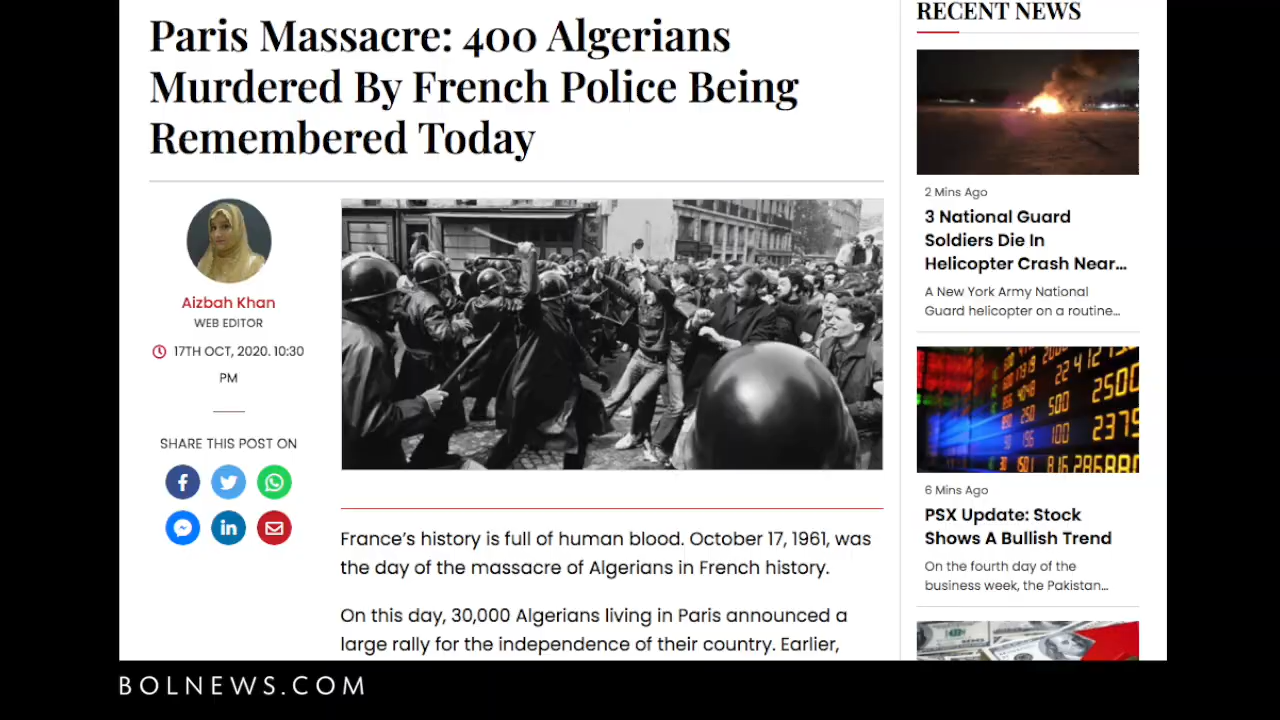 Paris Massacre: 400 Algerians
Murdered By French Police Being
Remembered Today
Aizbah Khan
WEB EDITOR
17TH OCT, 2020. 10:30
PM
SHARE THIS POST ON
France's history is full of human blood. October 17, 1961, was
the day of the massacre of Algerians in French history.
On this day, 30,000 Algerians living in Paris announced a
large rally for the independence of their country. Earlier,
RECENT NEWS
2 Mins Ago
3 National Guard
Soldiers Die In
Helicopter Crash Near...
A New York Army National
Guard helicopter on a routine...
6 Mins Ago
PSX Update: Stock
Shows A Bullish Trend
On the fourth day of the
business week, the Pakistan...
BOLNEWS.COM